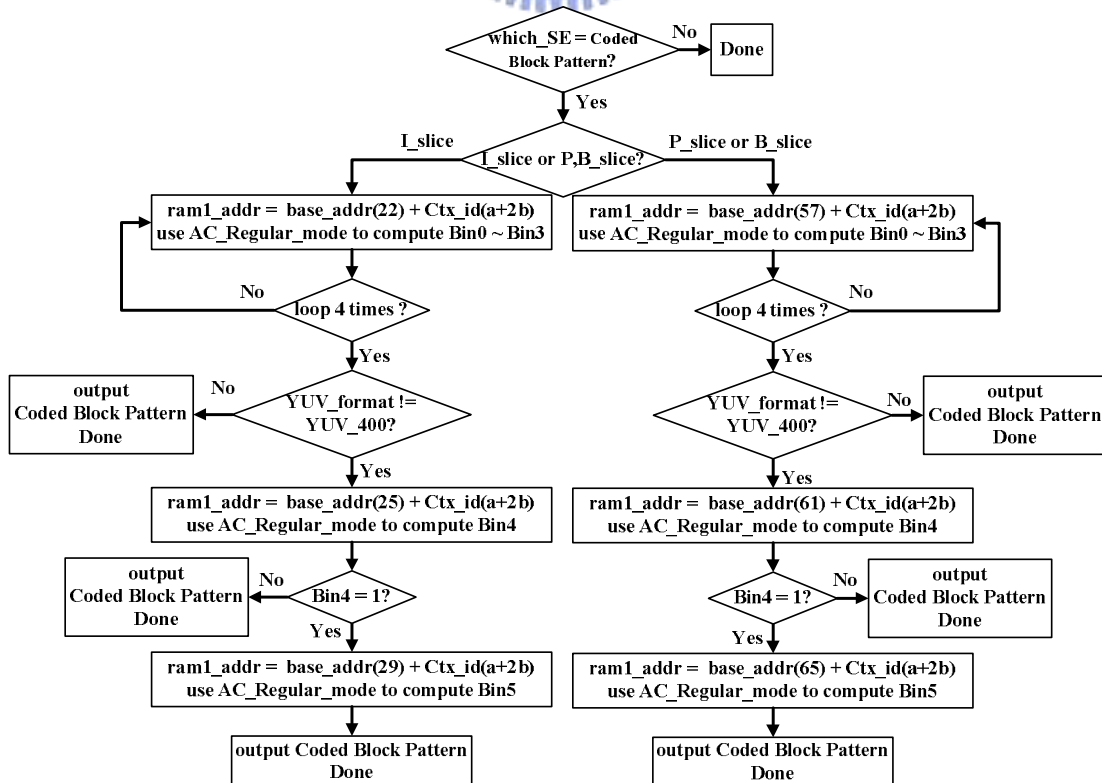 which_SE = Coded
Block Pattern?
No
Done
Yes
I_slice
I_slice or P,B_slice?
P_slice or B_slice
ram1_addr = base_addr(22) + Ctx_id(a+2b)
use AC_Regular_mode to compute Bin0 ~ Bin3
ram1_addr = base_addr(57) + Ctx_id(a+2b)
use AC_Regular_mode to compute Bin0 ~ Bin3
No
loop 4 times ?
loop 4 times ?
No
Yes
Yes
output
Coded Block Pattern
Done
No
YUV_format !=
YUV_400?
YUV_format !=
YUV_400?
No
output
Coded Block Pattern
Done
Yes
Yes
ram1_addr = base_addr(25) + Ctx_id(a+2b)
use AC_Regular_mode to compute Bin4
ram1_addr = base_addr(61) + Ctx_id(a+2b)
use AC_Regular_mode to compute Bin4
output
Coded Block Pattern
Done
No
Bin4 = 1?
Bin4 = 1?
No
output
Coded Block Pattern
Done
Yes
Yes
ram1_addr = base_addr(29) + Ctx_id(a+2b)
use AC_Regular_mode to compute Bin5
ram1_addr = base_addr(65) + Ctx_id(a+2b)
use AC_Regular_mode to compute Bin5
output Coded Block Pattern
Done
output Coded Block Pattern
Done